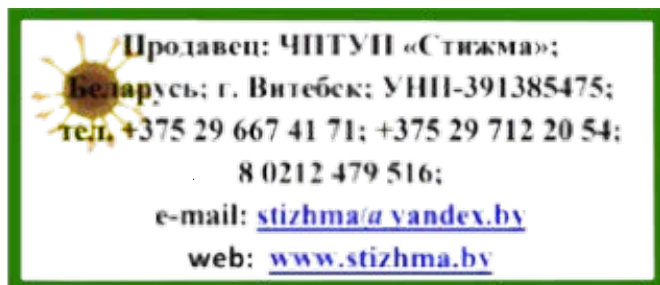 Продавец: ЧПТУП «Стижма»;
Беларусь; г. Витебск; УНП-391385475;
тел. +375 29 667 41 71; +375 29 712 20 54;
8 0212 479 516;
e-mail: stizhma@yandex.by
web: www.stizhma.by